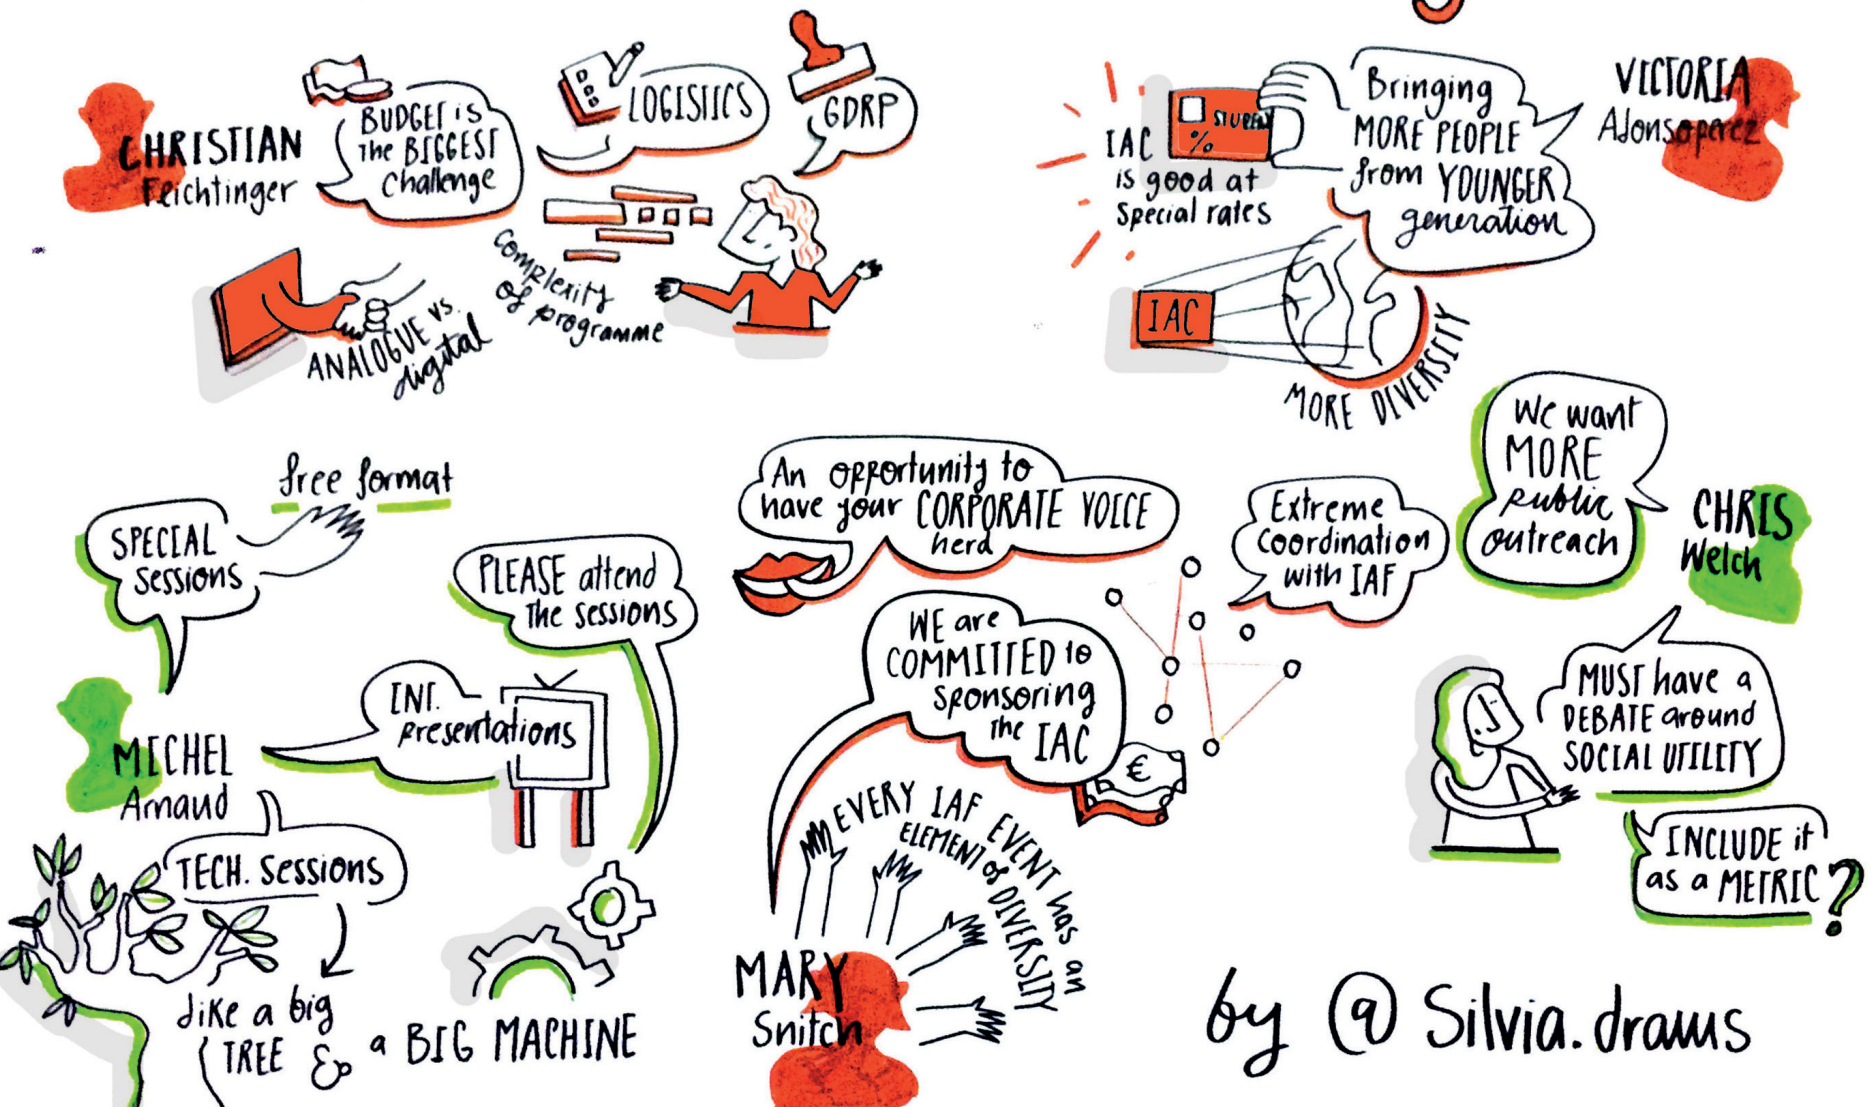 CHRISTIAN
Feichtinger
BUDGET is
the BIGGEST
Challenge
LOGISTICS
GDRP
complexity
of programme
ANALOGUE vs.
digital
IAC
is good at
Special rates
STUDENT
%
Bringing
MORE PEOPLE
from YOUNGER
generation
VICTORIA
Alonsoperez
IAC
MORE DIVERSITY
free format
SPECIAL
Sessions
PLEASE attend
The sessions
INT.
presentations
MICHEL
Arnaud
TECH. Sessions
like a big
TREE & a BIG MACHINE
An opportunity to
have your CORPORATE VOICE
herd
WE are
COMMITTED to
sponsoring
the IAC
€
EVERY IAF EVENT has an
ELEMENT of DIVERSITY
MARY
Snitch
Extreme
Coordination
with IAF
We want
MORE
public
outreach
CHRIS
Welch
MUST have a
DEBATE around
SOCIAL UTILITY
INCLUDE it
as a METRIC?
by @Silvia.draws